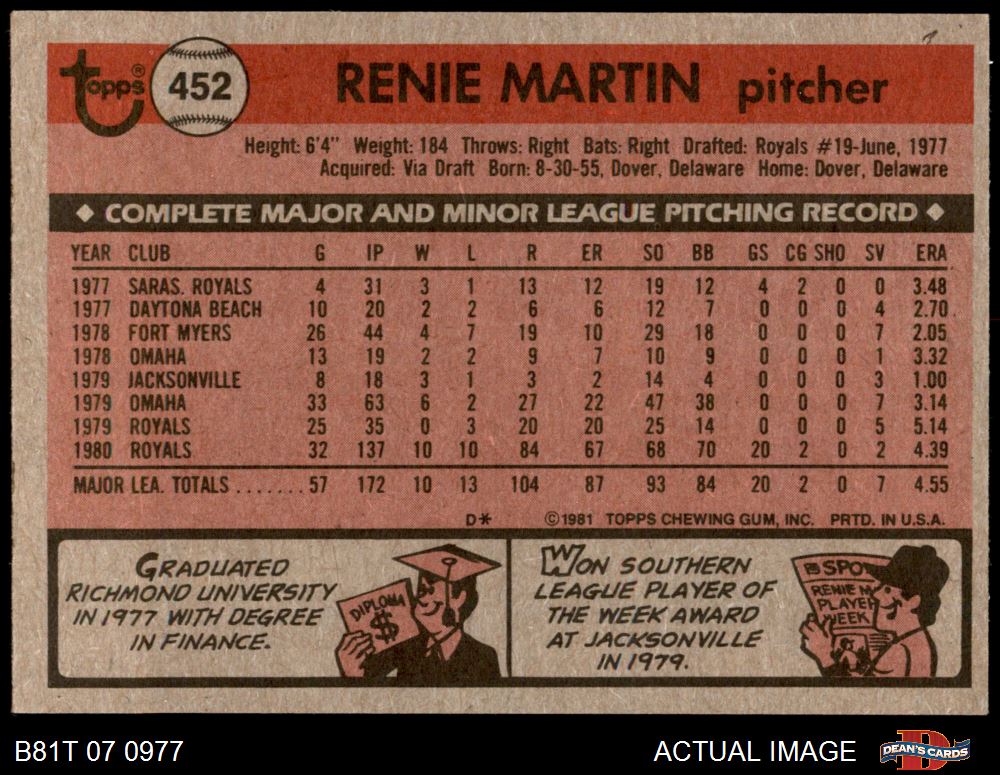 topps® 452 RENIE MARTIN pitcher
Height: 6'4" Weight: 184 Throws: Right Bats: Right Drafted: Royals #19-June, 1977
Acquired: Via Draft Born: 8-30-55, Dover, Delaware Home: Dover, Delaware
◆ COMPLETE MAJOR AND MINOR LEAGUE PITCHING RECORD ◆
YEAR CLUB G IP W L R ER SO BB GS CG SHO SV ERA
1977 SARAS. ROYALS 4 31 3 1 13 12 19 12 4 2 0 0 3.48
1977 DAYTONA BEACH 10 20 2 2 6 6 12 7 0 0 0 4 2.70
1978 FORT MYERS 26 44 4 7 19 10 29 18 0 0 0 7 2.05
1978 OMAHA 13 19 2 2 9 7 10 9 0 0 0 1 3.32
1979 JACKSONVILLE 8 18 3 1 3 2 14 4 0 0 0 3 1.00
1979 OMAHA 33 63 6 2 27 22 47 38 0 0 0 7 3.14
1979 ROYALS 25 35 0 3 20 20 25 14 0 0 0 5 5.14
1980 ROYALS 32 137 10 10 84 67 68 70 20 2 0 2 4.39
MAJOR LEA. TOTALS ....... 57 172 10 13 104 87 93 84 20 2 0 7 4.55
D* ©1981 TOPPS CHEWING GUM, INC. PRTD. IN U.S.A.
GRADUATED
RICHMOND UNIVERSITY
IN 1977 WITH DEGREE
IN FINANCE.
DIPLOMA
$
WON SOUTHERN
LEAGUE PLAYER OF
THE WEEK AWARD
AT JACKSONVILLE
IN 1979.
SPO
RENIE M
PLAYER
WEEK
B81T 07 0977 ACTUAL IMAGE DEAN'S CARDS